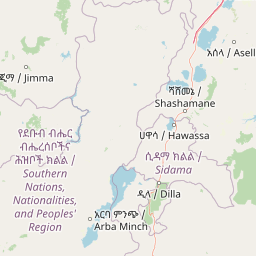 አሰላ / Asell
ጂማ / Jimma
ሻሸመኔ /
Shashamane
ሀዋሳ / Hawassa
የደቡብ ብሔር
ብሔረሰቦችና
ሕዝቦች ክልል /
Southern
Nations,
Nationalities,
and Peoples'
Region
ሲዳማ ክልል /
Sidama
ዲላ / Dilla
አርባ ምንጭ /
Arba Minch